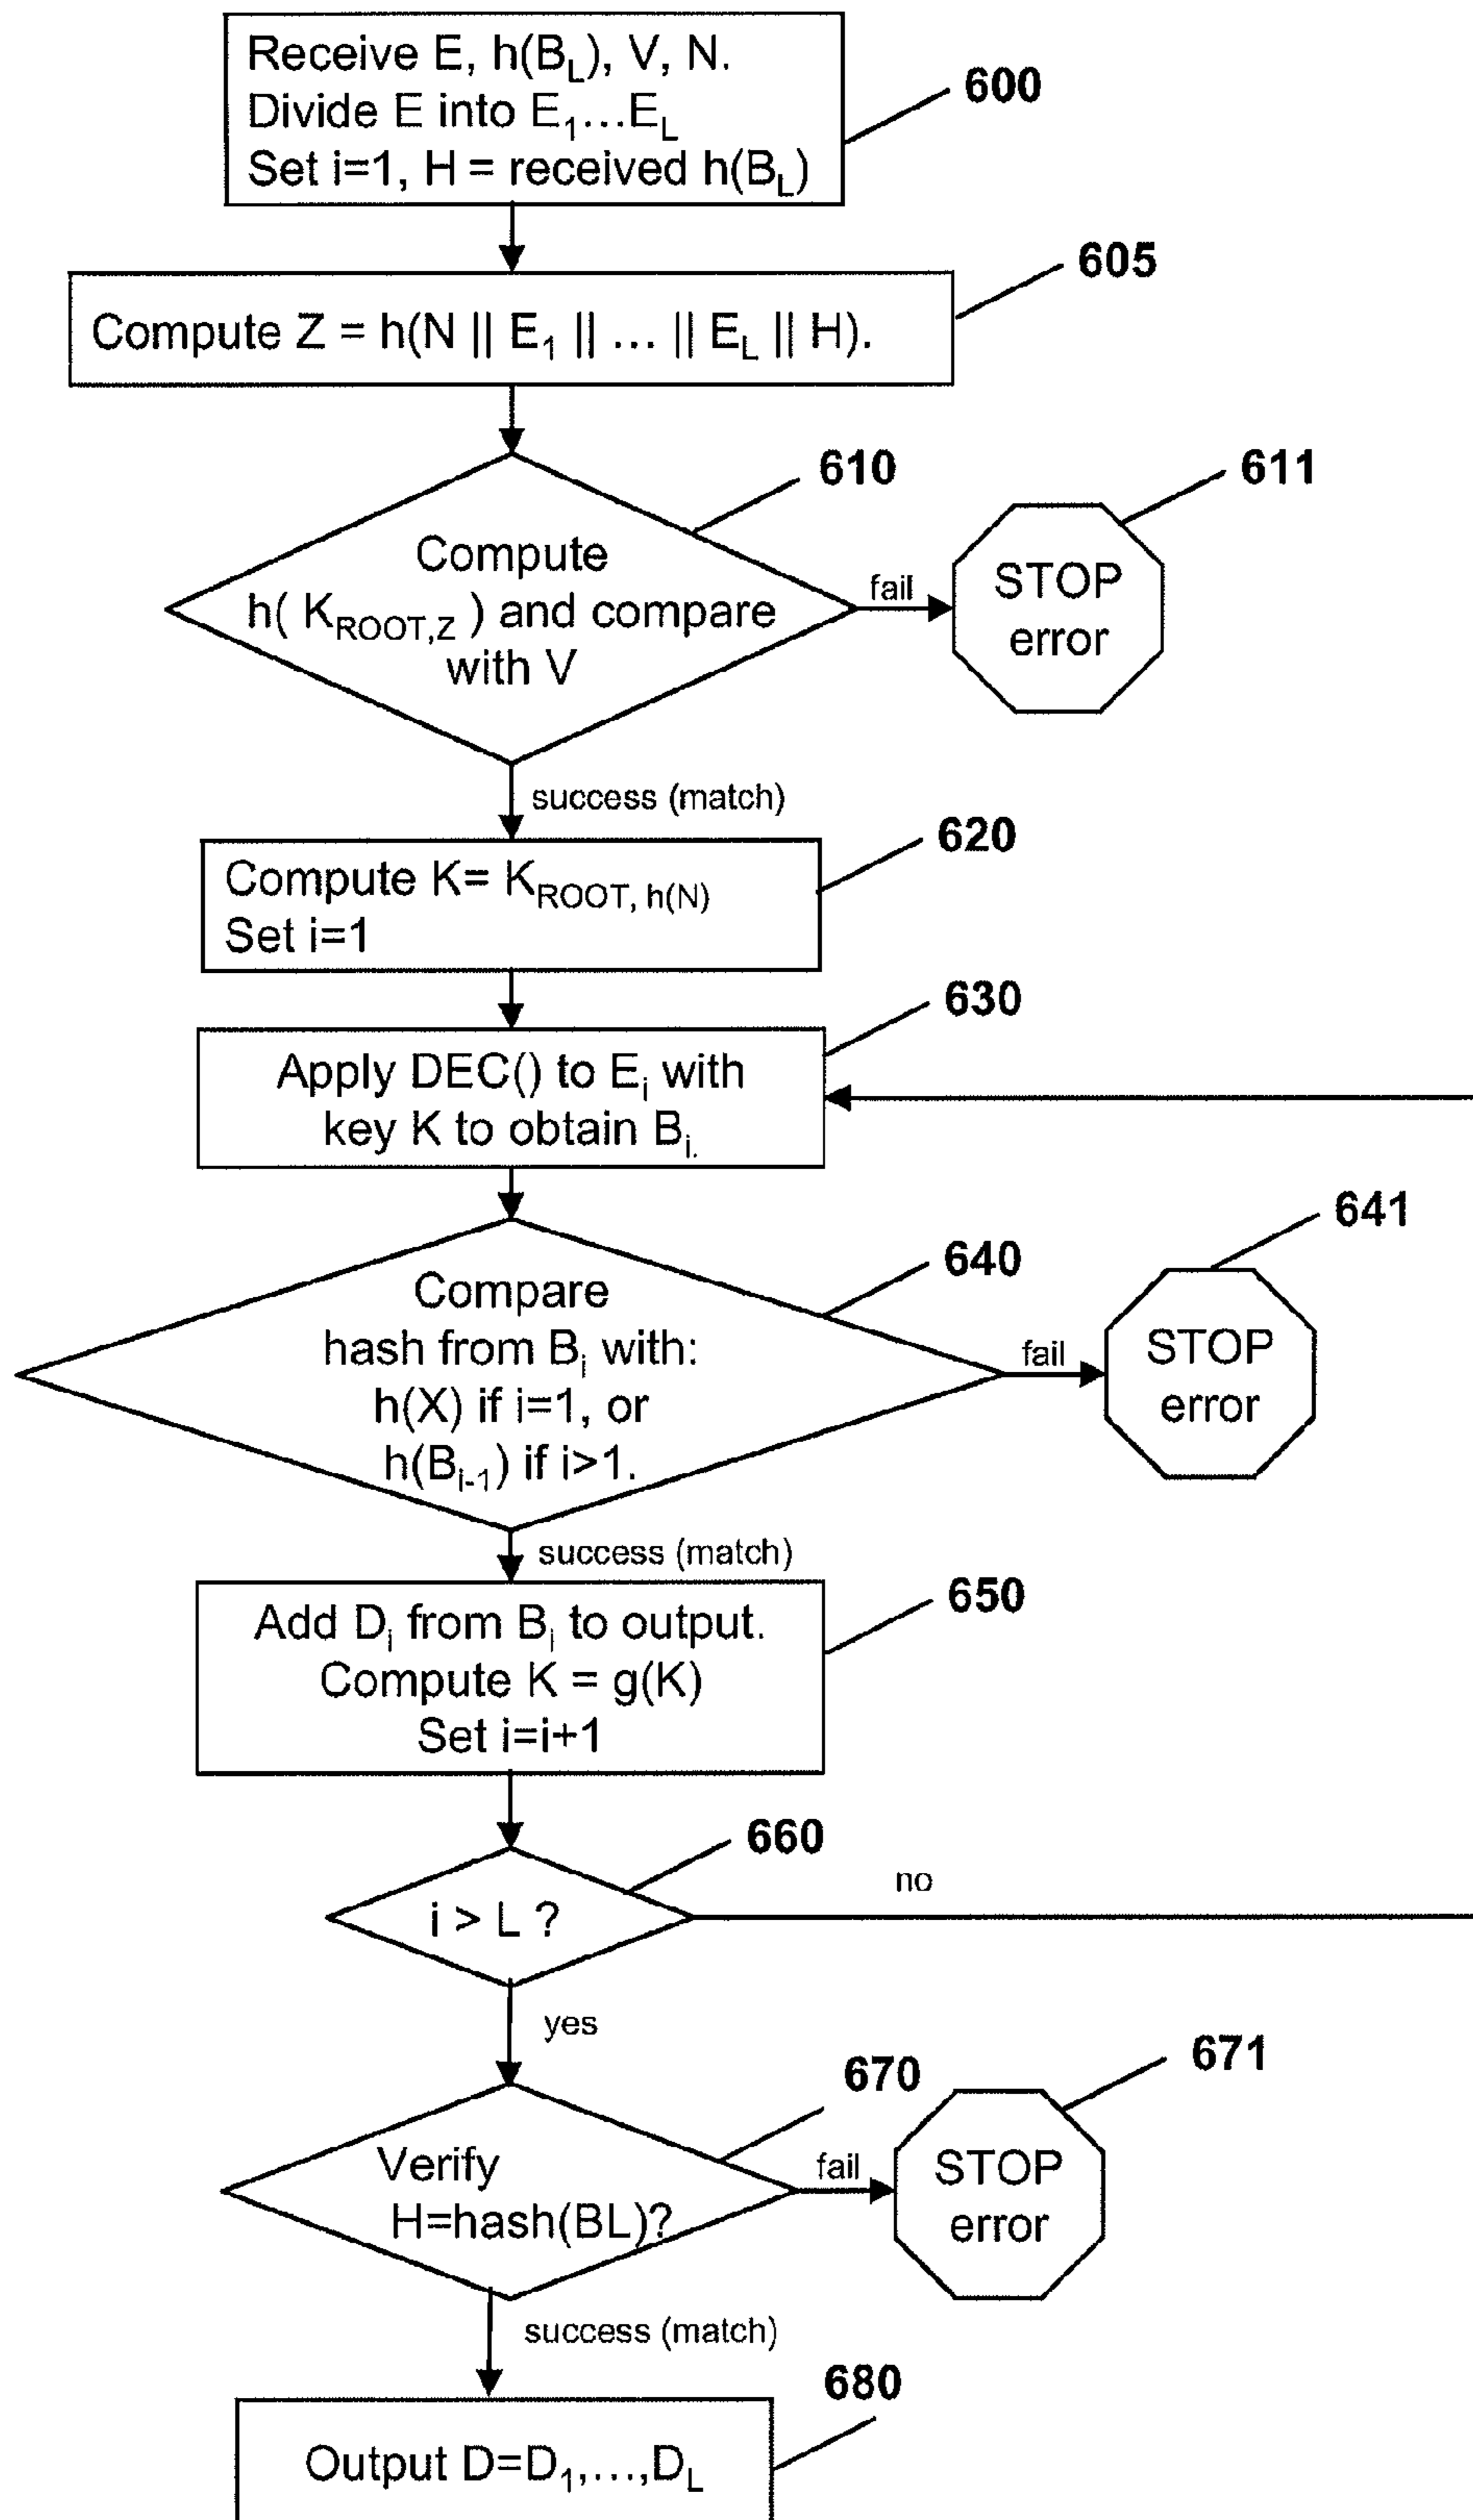 Receive E, h(B_L), V, N.
Divide E into E_1...E_L
Set i=1, H = received h(B_L)
600
605
Compute Z = h(N || E_1 || ... || E_L || H).
610
Compute
h( K_ROOT,Z ) and compare
with V
fail
611
STOP
error
success (match)
620
Compute K= K_ROOT, h(N)
Set i=1
630
Apply DEC() to E_i with
key K to obtain B_i.
640
Compare
hash from B_i with:
h(X) if i=1, or
h(B_i-1) if i>1.
fail
641
STOP
error
success (match)
650
Add D_i from B_i to output.
Compute K = g(K)
Set i=i+1
660
i > L ?
no
yes
670
Verify
H=hash(BL)?
fail
671
STOP
error
success (match)
680
Output D=D_1,...,D_L